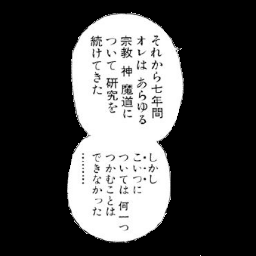 それから七年間
オレは あらゆる
宗教 神 魔道に
ついて 研究を
続けてきた
しかし
こいつに
ついては 何一つ
つかむことは
できなかった
………